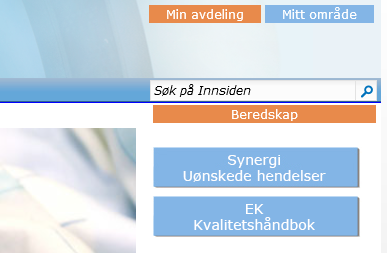 Min avdeling
Mitt område
Søk på Innsiden
Beredskap
Synergi
Uønskede hendelser
EK
Kvalitetshåndbok